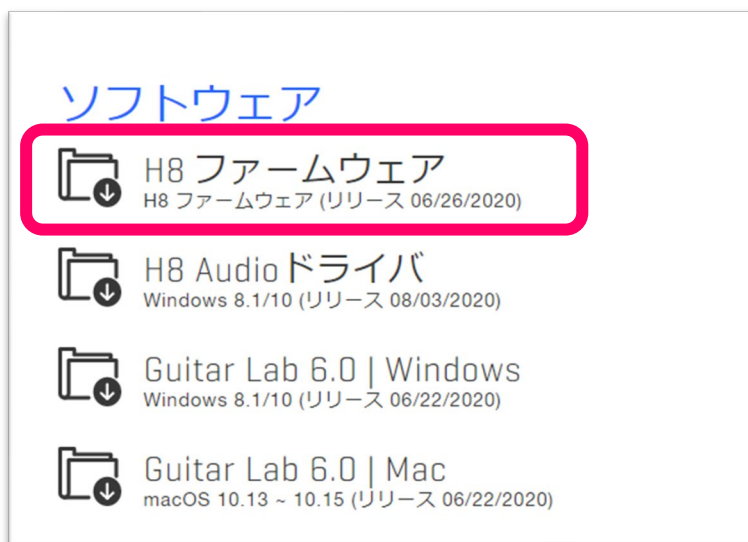 ソフトウェア
H8 ファームウェア
H8 ファームウェア (リリース 06/26/2020)
H8 Audioドライバ
Windows 8.1/10 (リリース 08/03/2020)
Guitar Lab 6.0 | Windows
Windows 8.1/10 (リリース 06/22/2020)
Guitar Lab 6.0 | Mac
macOS 10.13 ~ 10.15 (リリース 06/22/2020)